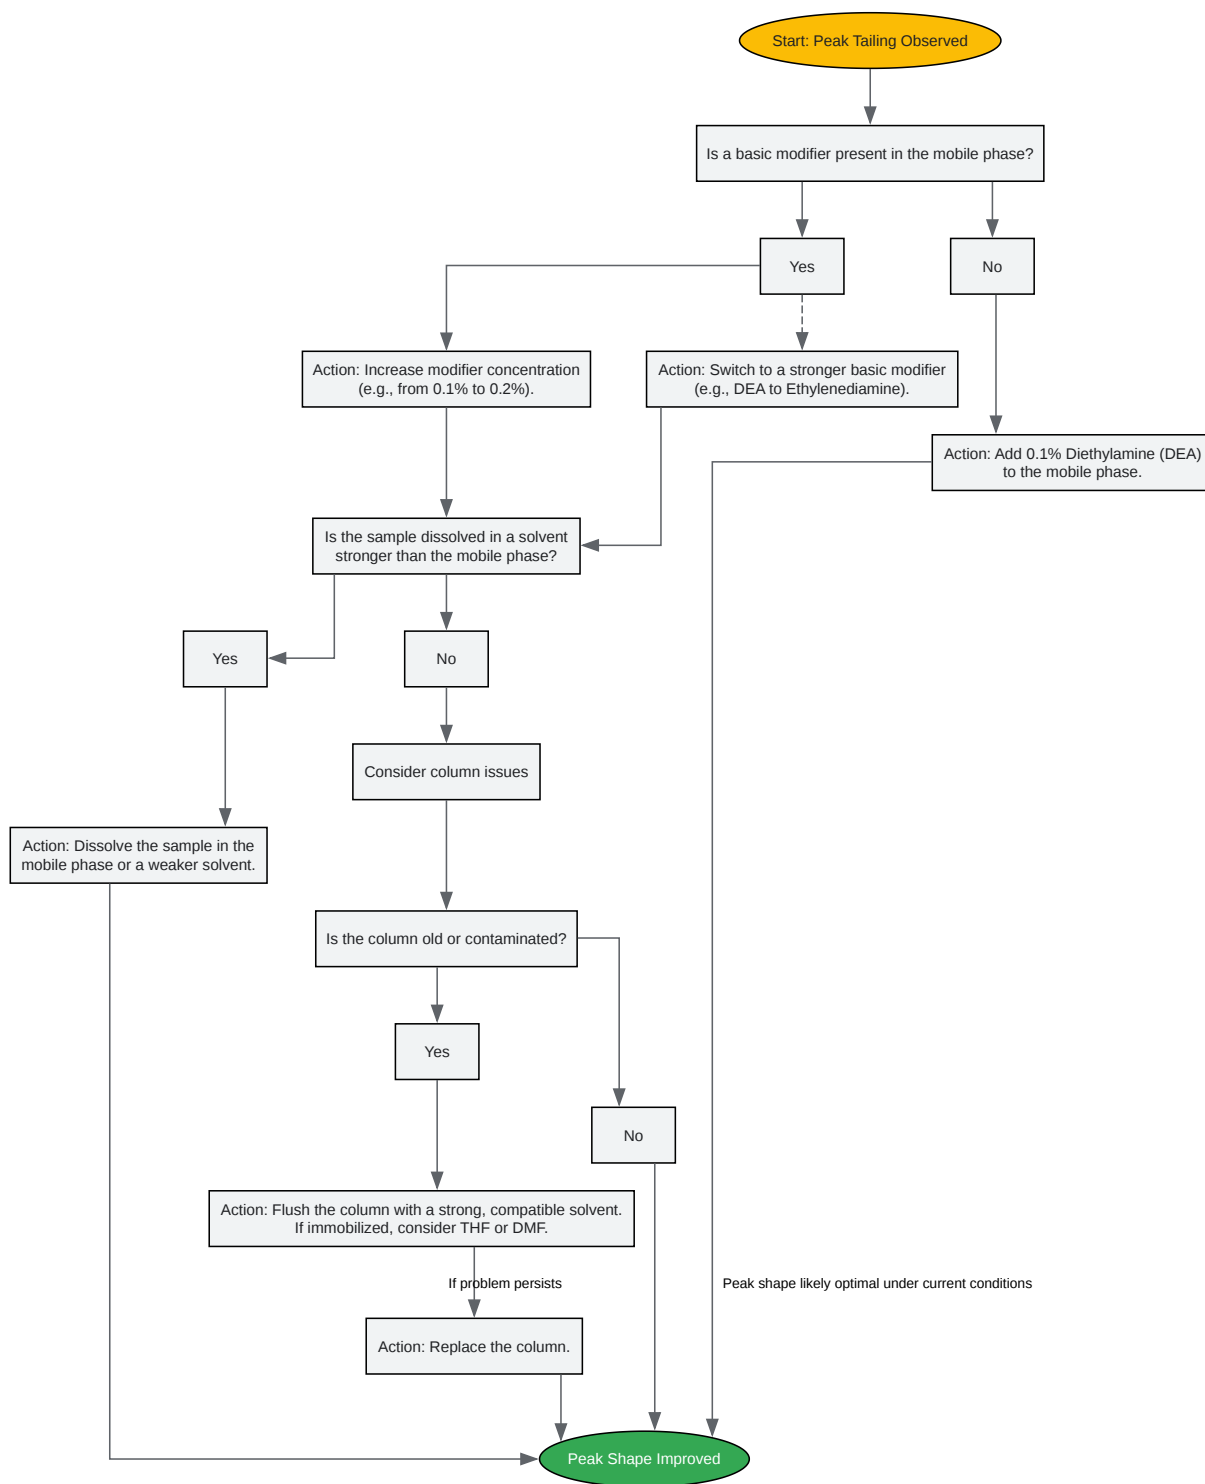 Start: Peak Tailing Observed
Is a basic modifier present in the mobile phase?
Yes
No
Action: Increase modifier concentration
(e.g., from 0.1% to 0.2%).
Action: Switch to a stronger basic modifier
(e.g., DEA to Ethylenediamine).
Action: Add 0.1% Diethylamine (DEA)
to the mobile phase.
Is the sample dissolved in a solvent
stronger than the mobile phase?
Yes
No
Consider column issues
Action: Dissolve the sample in the
mobile phase or a weaker solvent.
Is the column old or contaminated?
Yes
No
Action: Flush the column with a strong, compatible solvent.
If immobilized, consider THF or DMF.
If problem persists
Peak shape likely optimal under current conditions
Action: Replace the column.
Peak Shape Improved